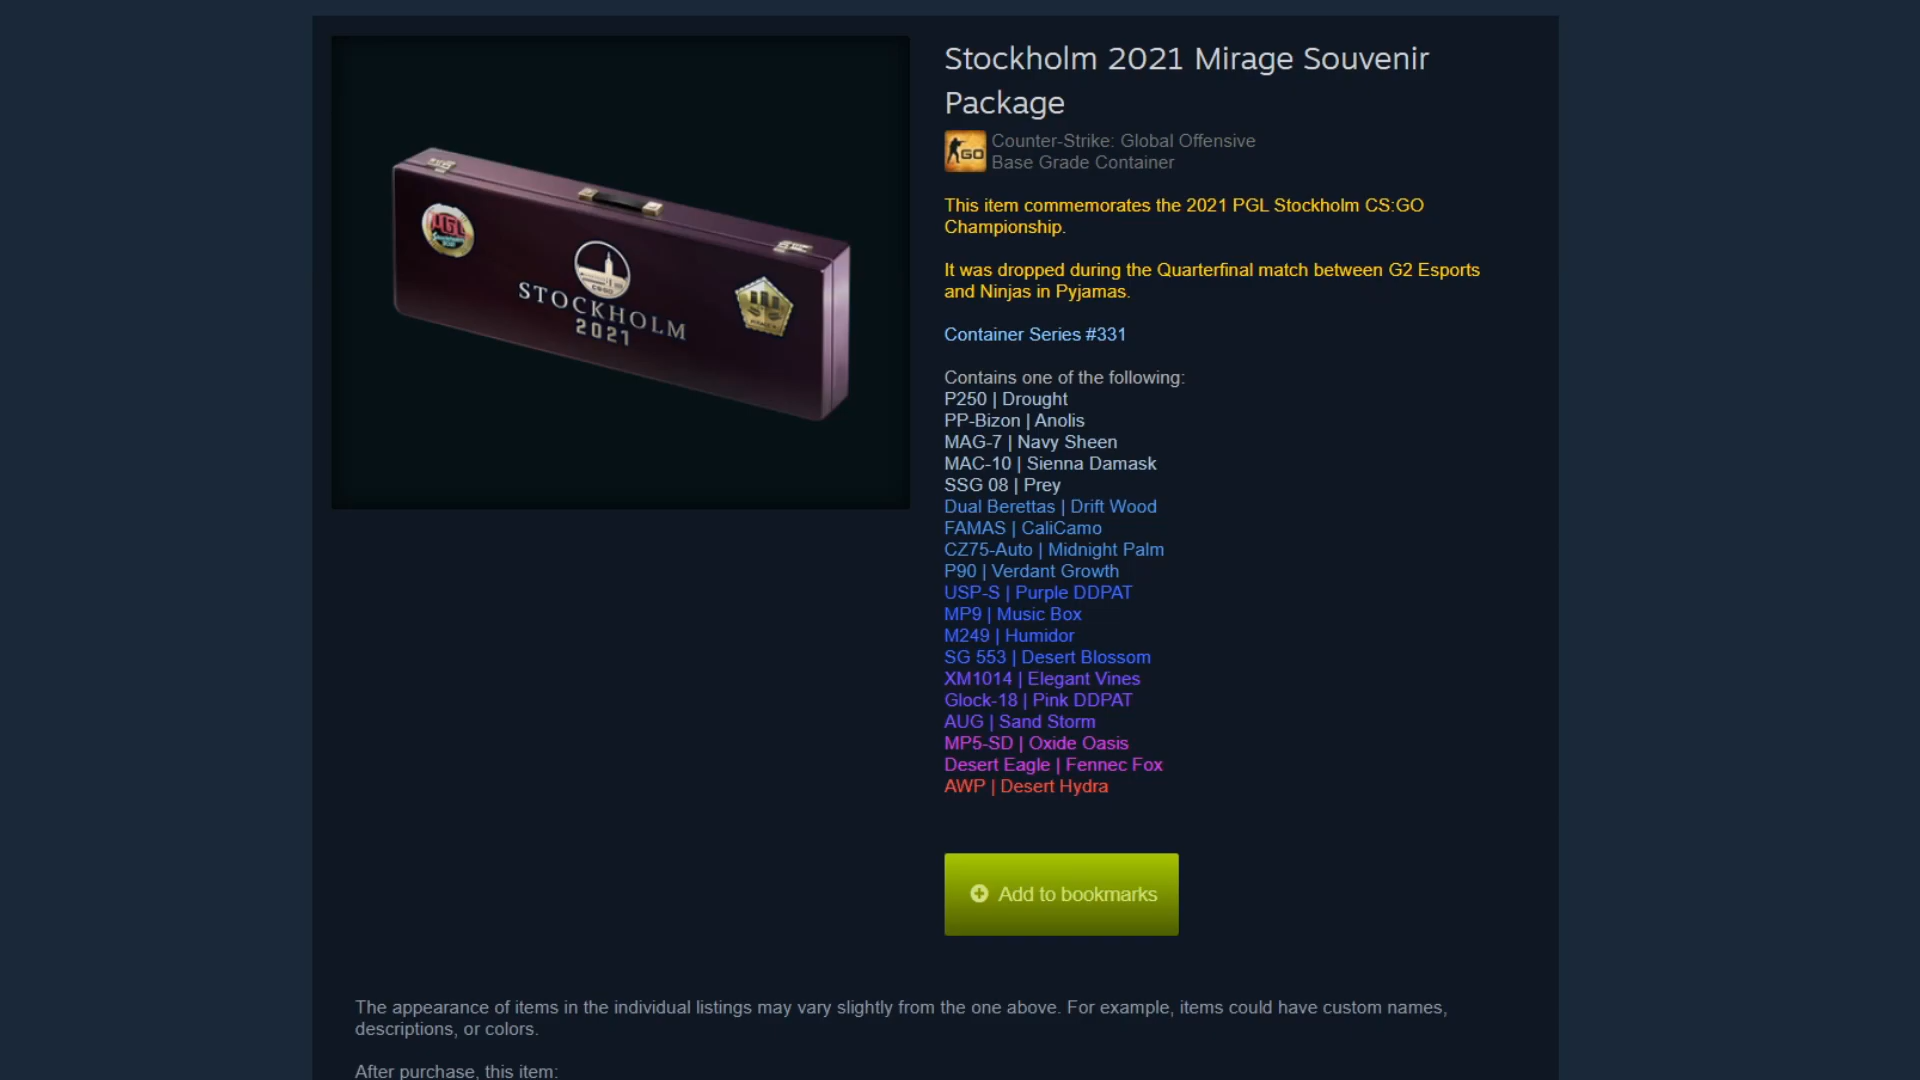 Stockholm 2021 Mirage Souvenir
Package
GO
Counter-Strike: Global Offensive
Base Grade Container
This item commemorates the 2021 PGL Stockholm CS:GO
Championship.
It was dropped during the Quarterfinal match between G2 Esports
and Ninjas in Pyjamas.
Container Series #331
Contains one of the following:
P250 | Drought
PP-Bizon | Anolis
MAG-7 | Navy Sheen
MAC-10 | Sienna Damask
SSG 08 | Prey
Dual Berettas | Drift Wood
FAMAS | CaliCamo
CZ75-Auto | Midnight Palm
P90 | Verdant Growth
USP-S | Purple DDPAT
MP9 | Music Box
M249 | Humidor
SG 553 | Desert Blossom
XM1014 | Elegant Vines
Glock-18 | Pink DDPAT
AUG | Sand Storm
MP5-SD | Oxide Oasis
Desert Eagle | Fennec Fox
AWP | Desert Hydra
Add to bookmarks
PGL
CS:GO
STOCKHOLM
2021
The appearance of items in the individual listings may vary slightly from the one above. For example, items could have custom names,
descriptions, or colors.
After purchase, this item: